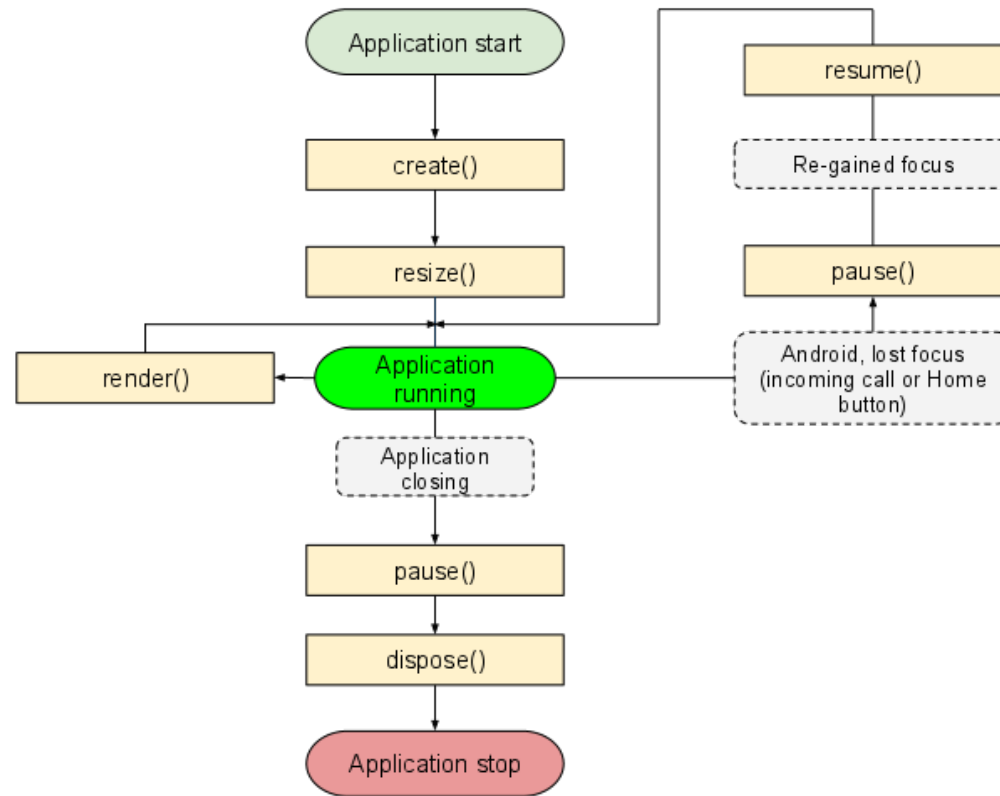 Application start
resume()
create()
Re-gained focus
resize()
pause()
render()
Application
running
Android, lost focus
(incoming call or Home
button)
Application
closing
pause()
dispose()
Application stop